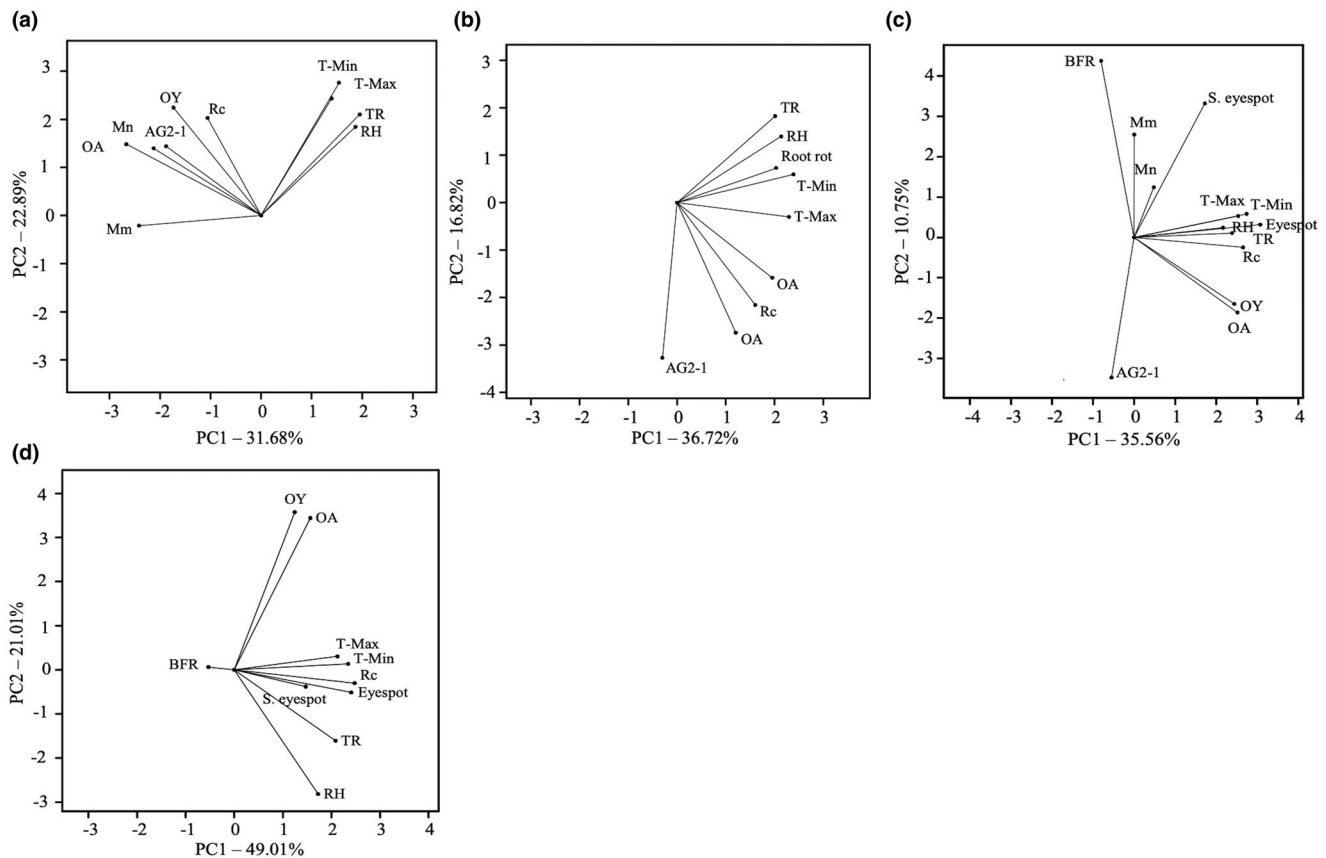 (a)
3
2
1
0
-1
-2
-3
PC2 – 22.89%
T-Min
T-Max
TR
RH
OY
Rc
Mn
AG2-1
OA
Mm
-3 -2 -1 0 1 2 3
PC1 – 31.68%
(b)
3
2
1
0
-1
-2
-3
-4
PC2 – 16.82%
TR
RH
Root rot
T-Min
T-Max
OA
Rc
OA
AG2-1
-3 -2 -1 0 1 2 3
PC1 – 36.72%
(c)
4
3
2
1
0
-1
-2
-3
PC2 – 10.75%
BFR
S. eyespot
Mm
Mn
T-Max T-Min
RH Eyespot
TR
Rc
OY
OA
AG2-1
-4 -3 -2 -1 0 1 2 3 4
PC1 – 35.56%
(d)
4
3
2
1
0
-1
-2
-3
PC2 – 21.01%
OY
OA
T-Max
T-Min
BFR
Rc
S. eyespot Eyespot
TR
RH
-3 -2 -1 0 1 2 3 4
PC1 – 49.01%